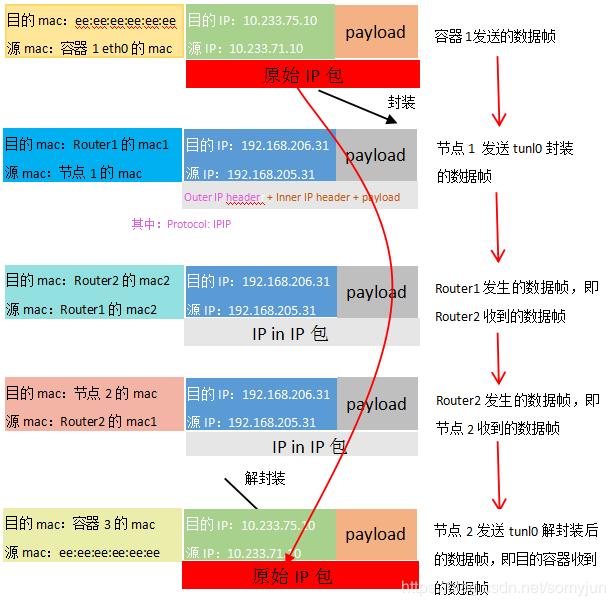 目的 mac：ee:ee:ee:ee:ee:ee
源 mac：容器 1 eth0 的 mac
目的 IP：10.233.75.10
源 IP：10.233.71.10
payload
原始 IP 包
容器 1发送的数据帧
封装
目的 mac：Router1 的 mac1
源 mac：节点 1 的 mac
目的 IP：192.168.206.31
源 IP：192.168.205.31
payload
Outer IP header + Inner IP header + payload
其中：Protocol: IPIP
节点 1 发送 tunl0 封装
的数据帧
目的 mac：Router2 的 mac2
源 mac：Router1 的 mac2
目的 IP：192.168.206.31
源 IP：192.168.205.31
payload
IP in IP 包
Router1 发生的数据帧，即
Router2 收到的数据帧
目的 mac：节点 2 的 mac
源 mac：Router2 的 mac1
目的 IP：192.168.206.31
源 IP：192.168.205.31
payload
IP in IP 包
Router2 发生的数据帧，即
节点 2 收到的数据帧
解封装
目的 mac：容器 3 的 mac
源 mac：ee:ee:ee:ee:ee:ee
目的 IP：10.233.75.10
源 IP：10.233.71.10
payload
原始 IP 包
节点 2 发送 tunl0 解封装后
的数据帧，即目的容器收到
的数据帧